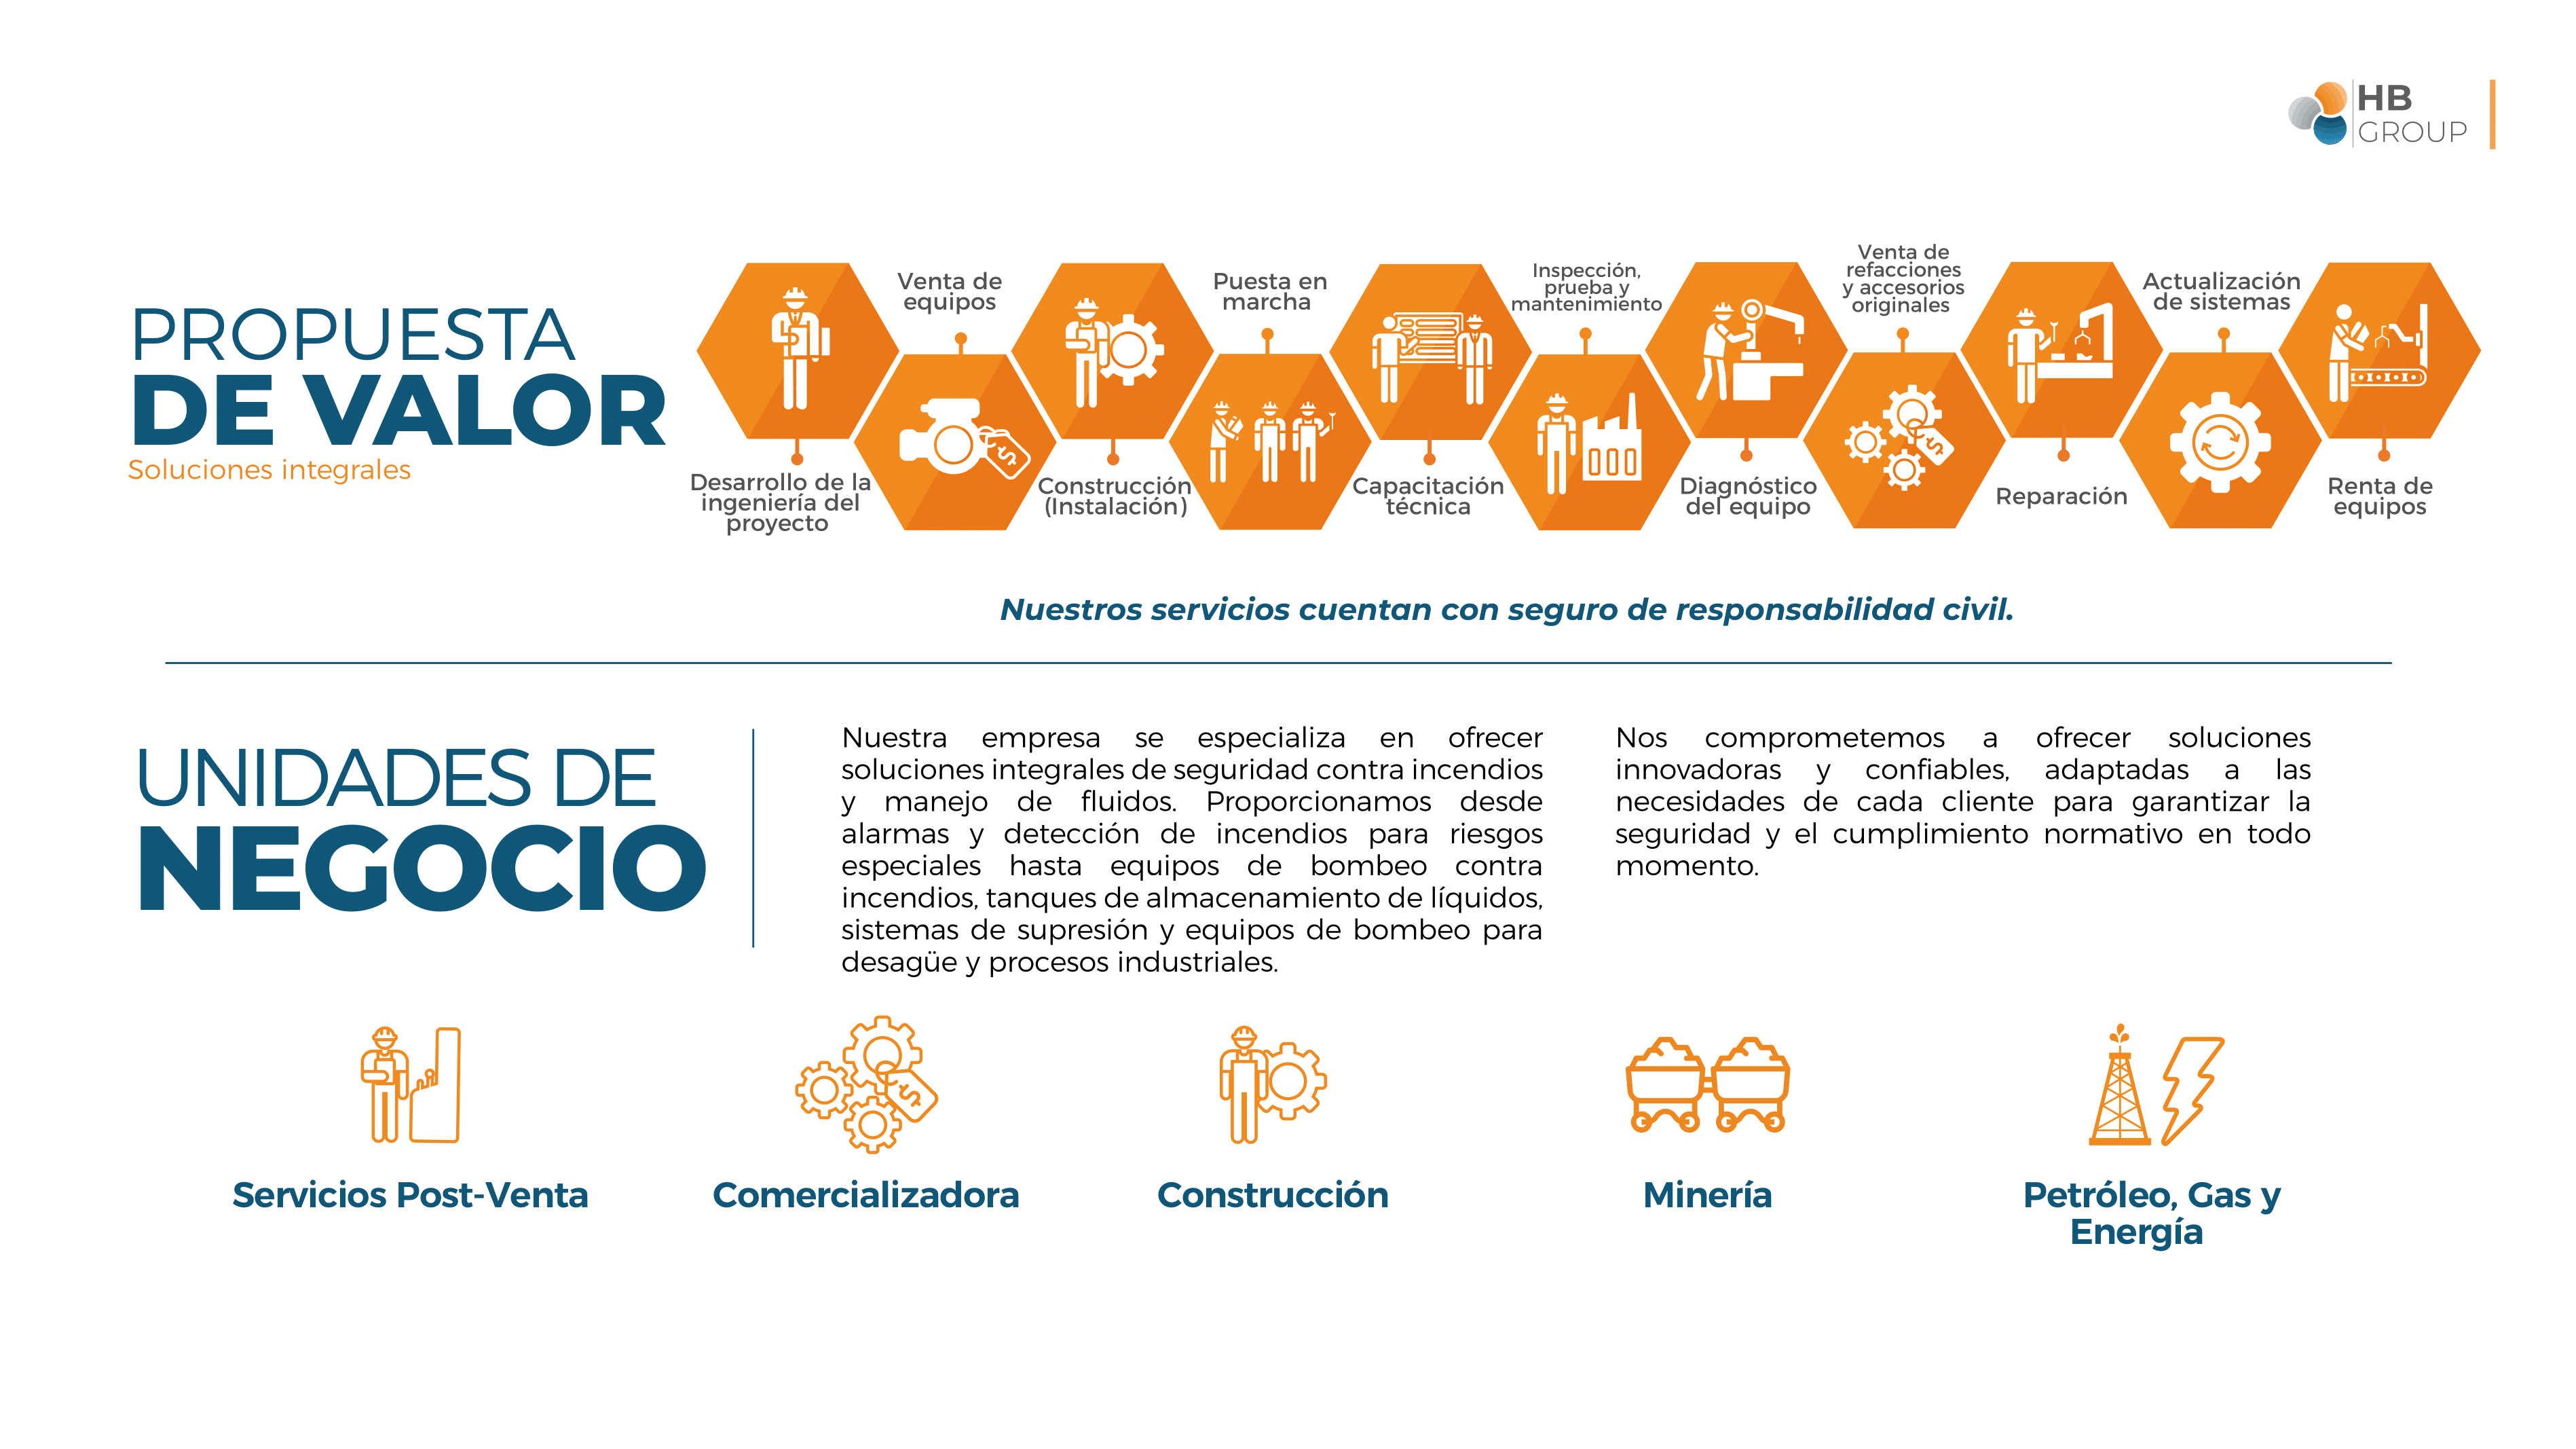 HB
GROUP
PROPUESTA
DE VALOR
Soluciones integrales
Desarrollo de la
ingeniería del
proyecto
Venta de
equipos
$
Construcción
(Instalación)
Puesta en
marcha
Capacitación
técnica
Inspección,
prueba y
mantenimiento
Diagnóstico
del equipo
Venta de
refacciones
y accesorios
originales
$
Reparación
Actualización
de sistemas
Renta de
equipos
Nuestros servicios cuentan con seguro de responsabilidad civil.
UNIDADES DE
NEGOCIO
Nuestra empresa se especializa en ofrecer
soluciones integrales de seguridad contra incendios
y manejo de fluidos. Proporcionamos desde
alarmas y detección de incendios para riesgos
especiales hasta equipos de bombeo contra
incendios, tanques de almacenamiento de líquidos,
sistemas de supresión y equipos de bombeo para
desagüe y procesos industriales.
Nos comprometemos a ofrecer soluciones
innovadoras y confiables, adaptadas a las
necesidades de cada cliente para garantizar la
seguridad y el cumplimiento normativo en todo
momento.
Servicios Post-Venta
$
Comercializadora
Construcción
Minería
Petróleo, Gas y
Energía